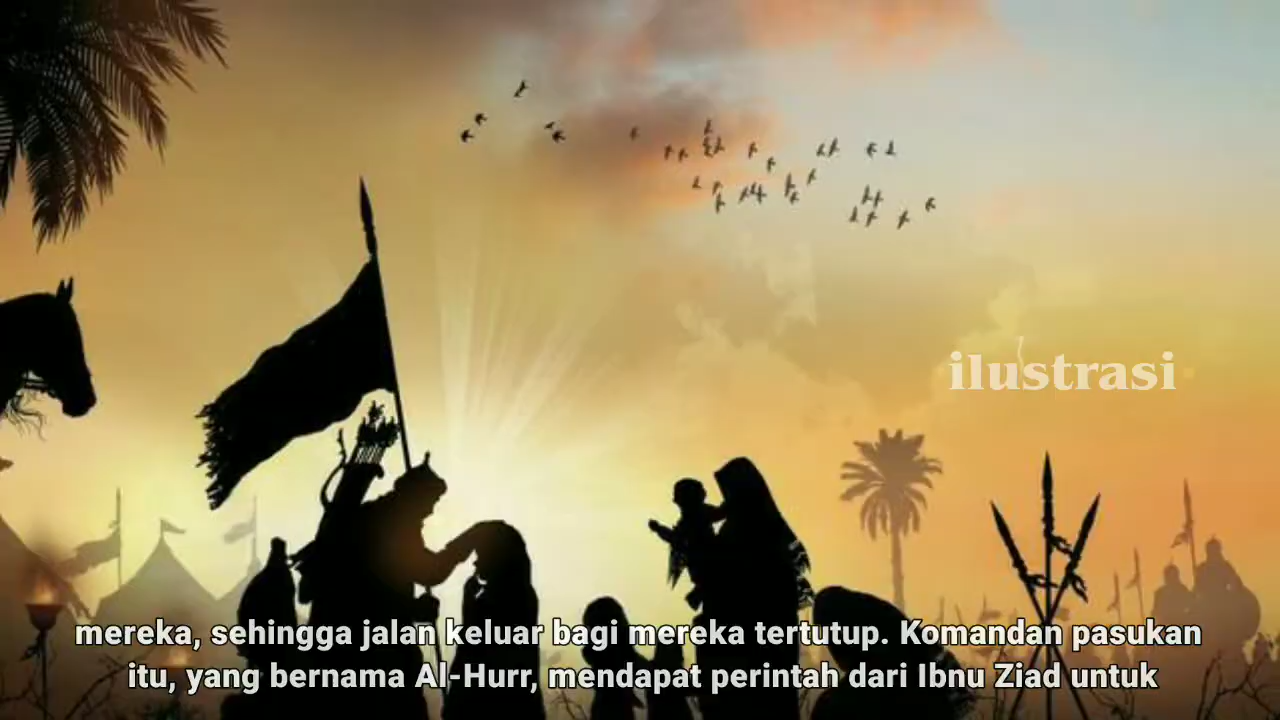 ilustrasi
mereka, sehingga jalan keluar bagi mereka tertutup. Komandan pasukan
itu, yang bernama Al-Hurr, mendapat perintah dari Ibnu Ziad untuk